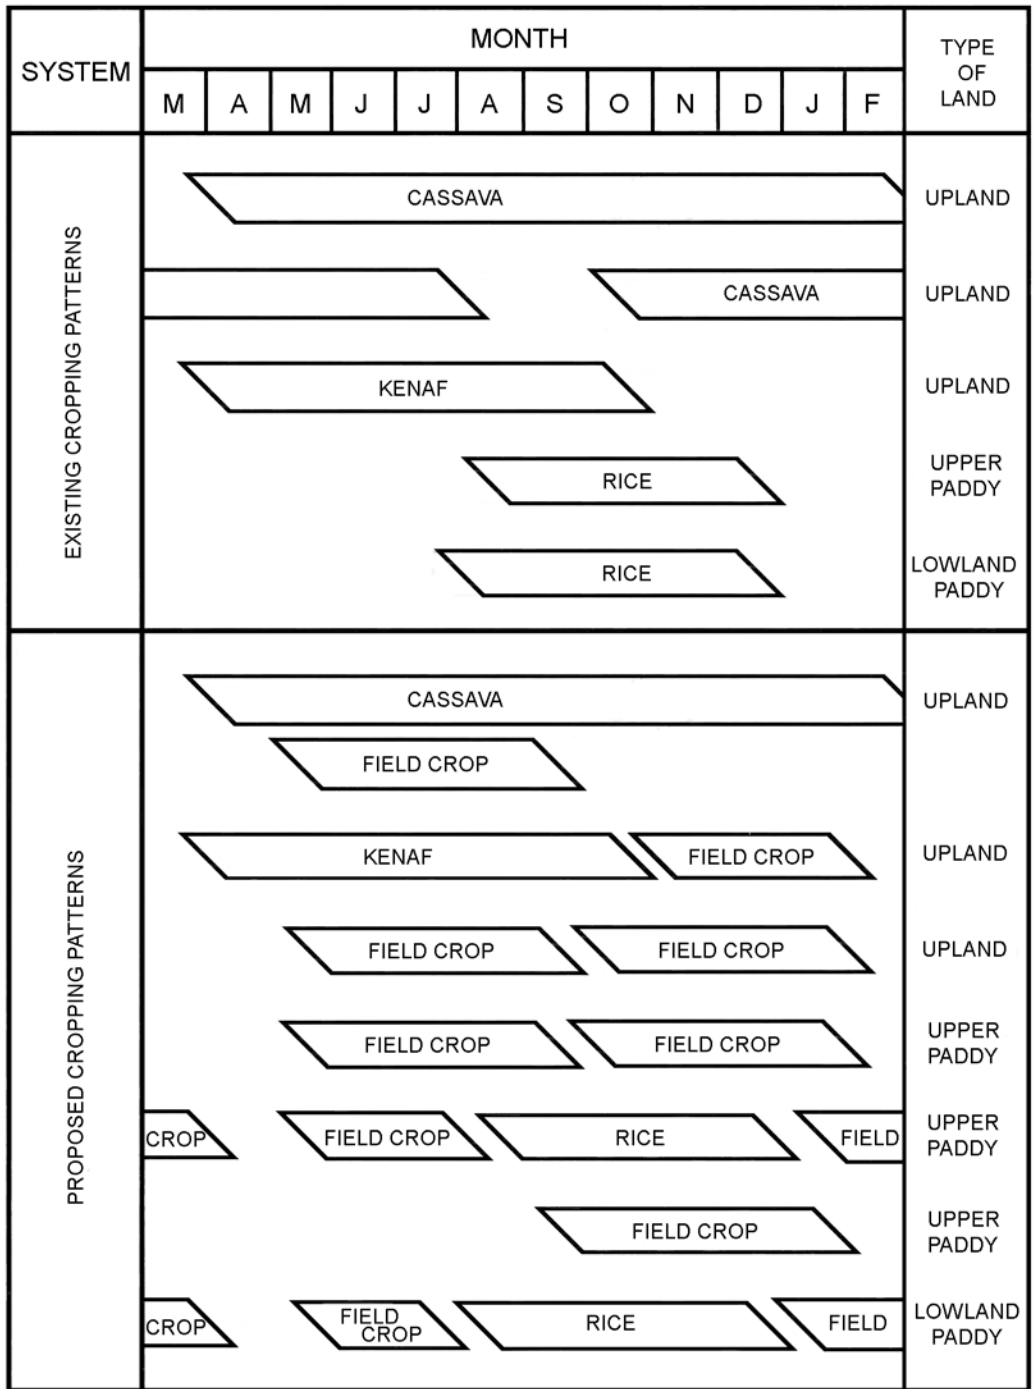 SYSTEM
MONTH
TYPE
OF
LAND
M A M J J A S O N D J F
EXISTING CROPPING PATTERNS
CASSAVA UPLAND
CASSAVA UPLAND
KENAF UPLAND
RICE UPPER
PADDY
RICE LOWLAND
PADDY
PROPOSED CROPPING PATTERNS
CASSAVA UPLAND
FIELD CROP
KENAF FIELD CROP UPLAND
FIELD CROP FIELD CROP UPLAND
FIELD CROP FIELD CROP UPPER
PADDY
CROP FIELD CROP RICE FIELD UPPER
PADDY
FIELD CROP UPPER
PADDY
CROP FIELD
CROP RICE FIELD LOWLAND
PADDY